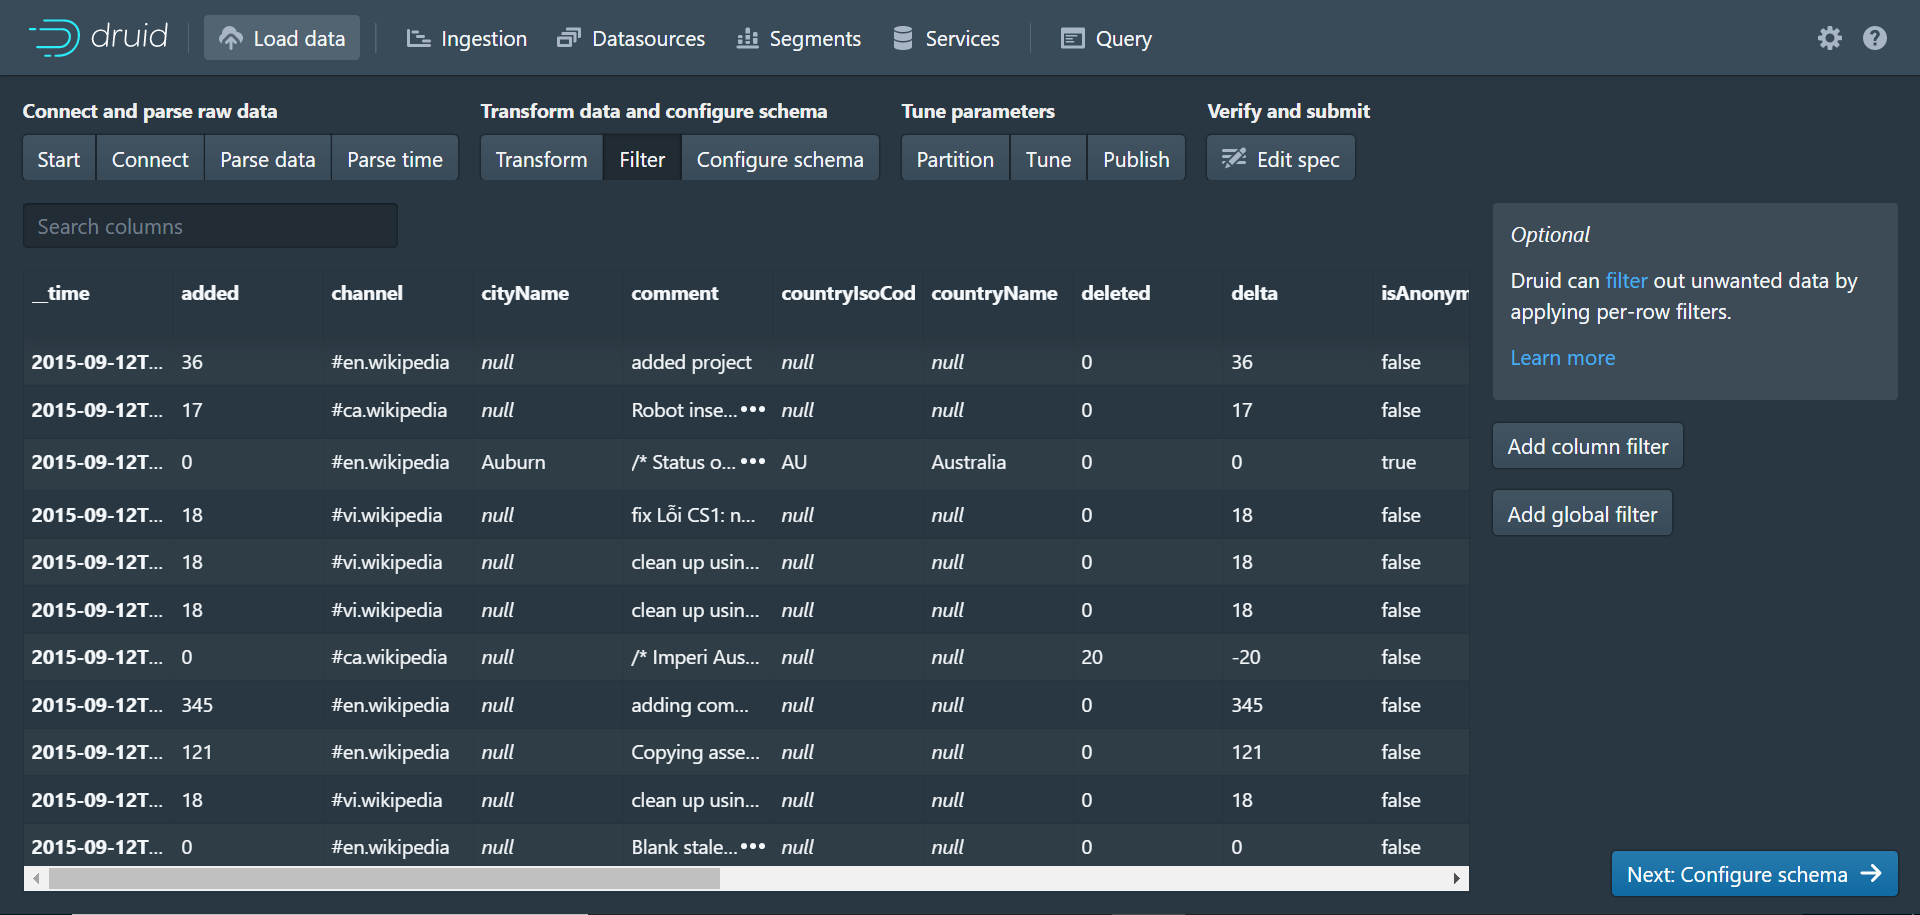 druid Load data Ingestion Datasources Segments Services Query
Connect and parse raw data Transform data and configure schema Tune parameters Verify and submit
Start Connect Parse data Parse time Transform Filter Configure schema Partition Tune Publish Edit spec
Search columns
__time added channel cityName comment countryIsoCod countryName deleted delta isAnonym
2015-09-12T... 36 #en.wikipedia null added project null null 0 36 false
2015-09-12T... 17 #ca.wikipedia null Robot inse...••• null null 0 17 false
2015-09-12T... 0 #en.wikipedia Auburn /* Status o...••• AU Australia 0 0 true
2015-09-12T... 18 #vi.wikipedia null fix Lỗi CS1: n... null null 0 18 false
2015-09-12T... 18 #vi.wikipedia null clean up usin... null null 0 18 false
2015-09-12T... 18 #vi.wikipedia null clean up usin... null null 0 18 false
2015-09-12T... 0 #ca.wikipedia null /* Imperi Aus... null null 20 -20 false
2015-09-12T... 345 #en.wikipedia null adding com... null null 0 345 false
2015-09-12T... 121 #en.wikipedia null Copying asse... null null 0 121 false
2015-09-12T... 18 #vi.wikipedia null clean up usin... null null 0 18 false
2015-09-12T... 0 #en.wikipedia null Blank stale...••• null null 0 0 false
Optional
Druid can filter out unwanted data by
applying per-row filters.
Learn more
Add column filter
Add global filter
Next: Configure schema